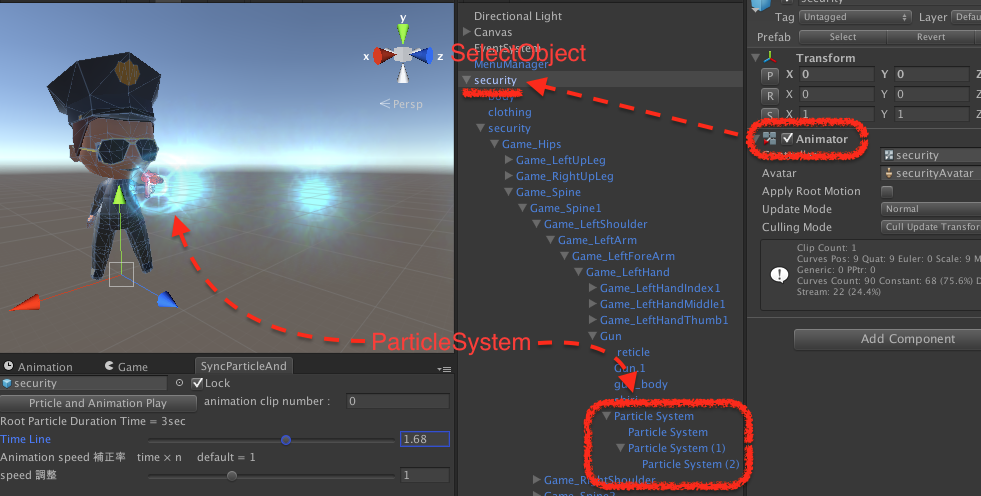 y
x
z
Persp
SelectObject
ParticleSystem
Directional Light
Canvas
EventSystem
MenuManager
security
body
clothing
security
Game_Hips
Game_LeftUpLeg
Game_RightUpLeg
Game_Spine
Game_Spine1
Game_LeftShoulder
Game_LeftArm
Game_LeftForeArm
Game_LeftHand
Game_LeftHandIndex1
Game_LeftHandMiddle1
Game_LeftHandThumb1
Gun
reticle
Gun 1
gun_body
Particle System
Particle System
Particle System (1)
Particle System (2)
Game_RightShoulder
Game_Spine2
security
Tag Untagged Layer Defau
Prefab Select Revert
Transform
P X 0 Y 0 Z
R X 0 Y 0 Z
S X 1 Y 1 Z
Animator
Controller security
Avatar securityAvatar
Apply Root Motion
Update Mode Normal
Culling Mode Cull Update Transfor
Clip Count: 1
Curves Pos: 9 Quat: 9 Euler: 0 Scale: 9 M
Generic: 0 PPtr: 0
Curves Count: 90 Constant: 68 (75.6%) D
Stream: 22 (24.4%)
Add Component
Animation Game SyncParticleAnd
security Lock
Prticle and Animation Play animation clip number : 0
Root Particle Duration Time = 3sec
Time Line 1.68
Animation speed 補正率 time × n default = 1
speed 調整 1